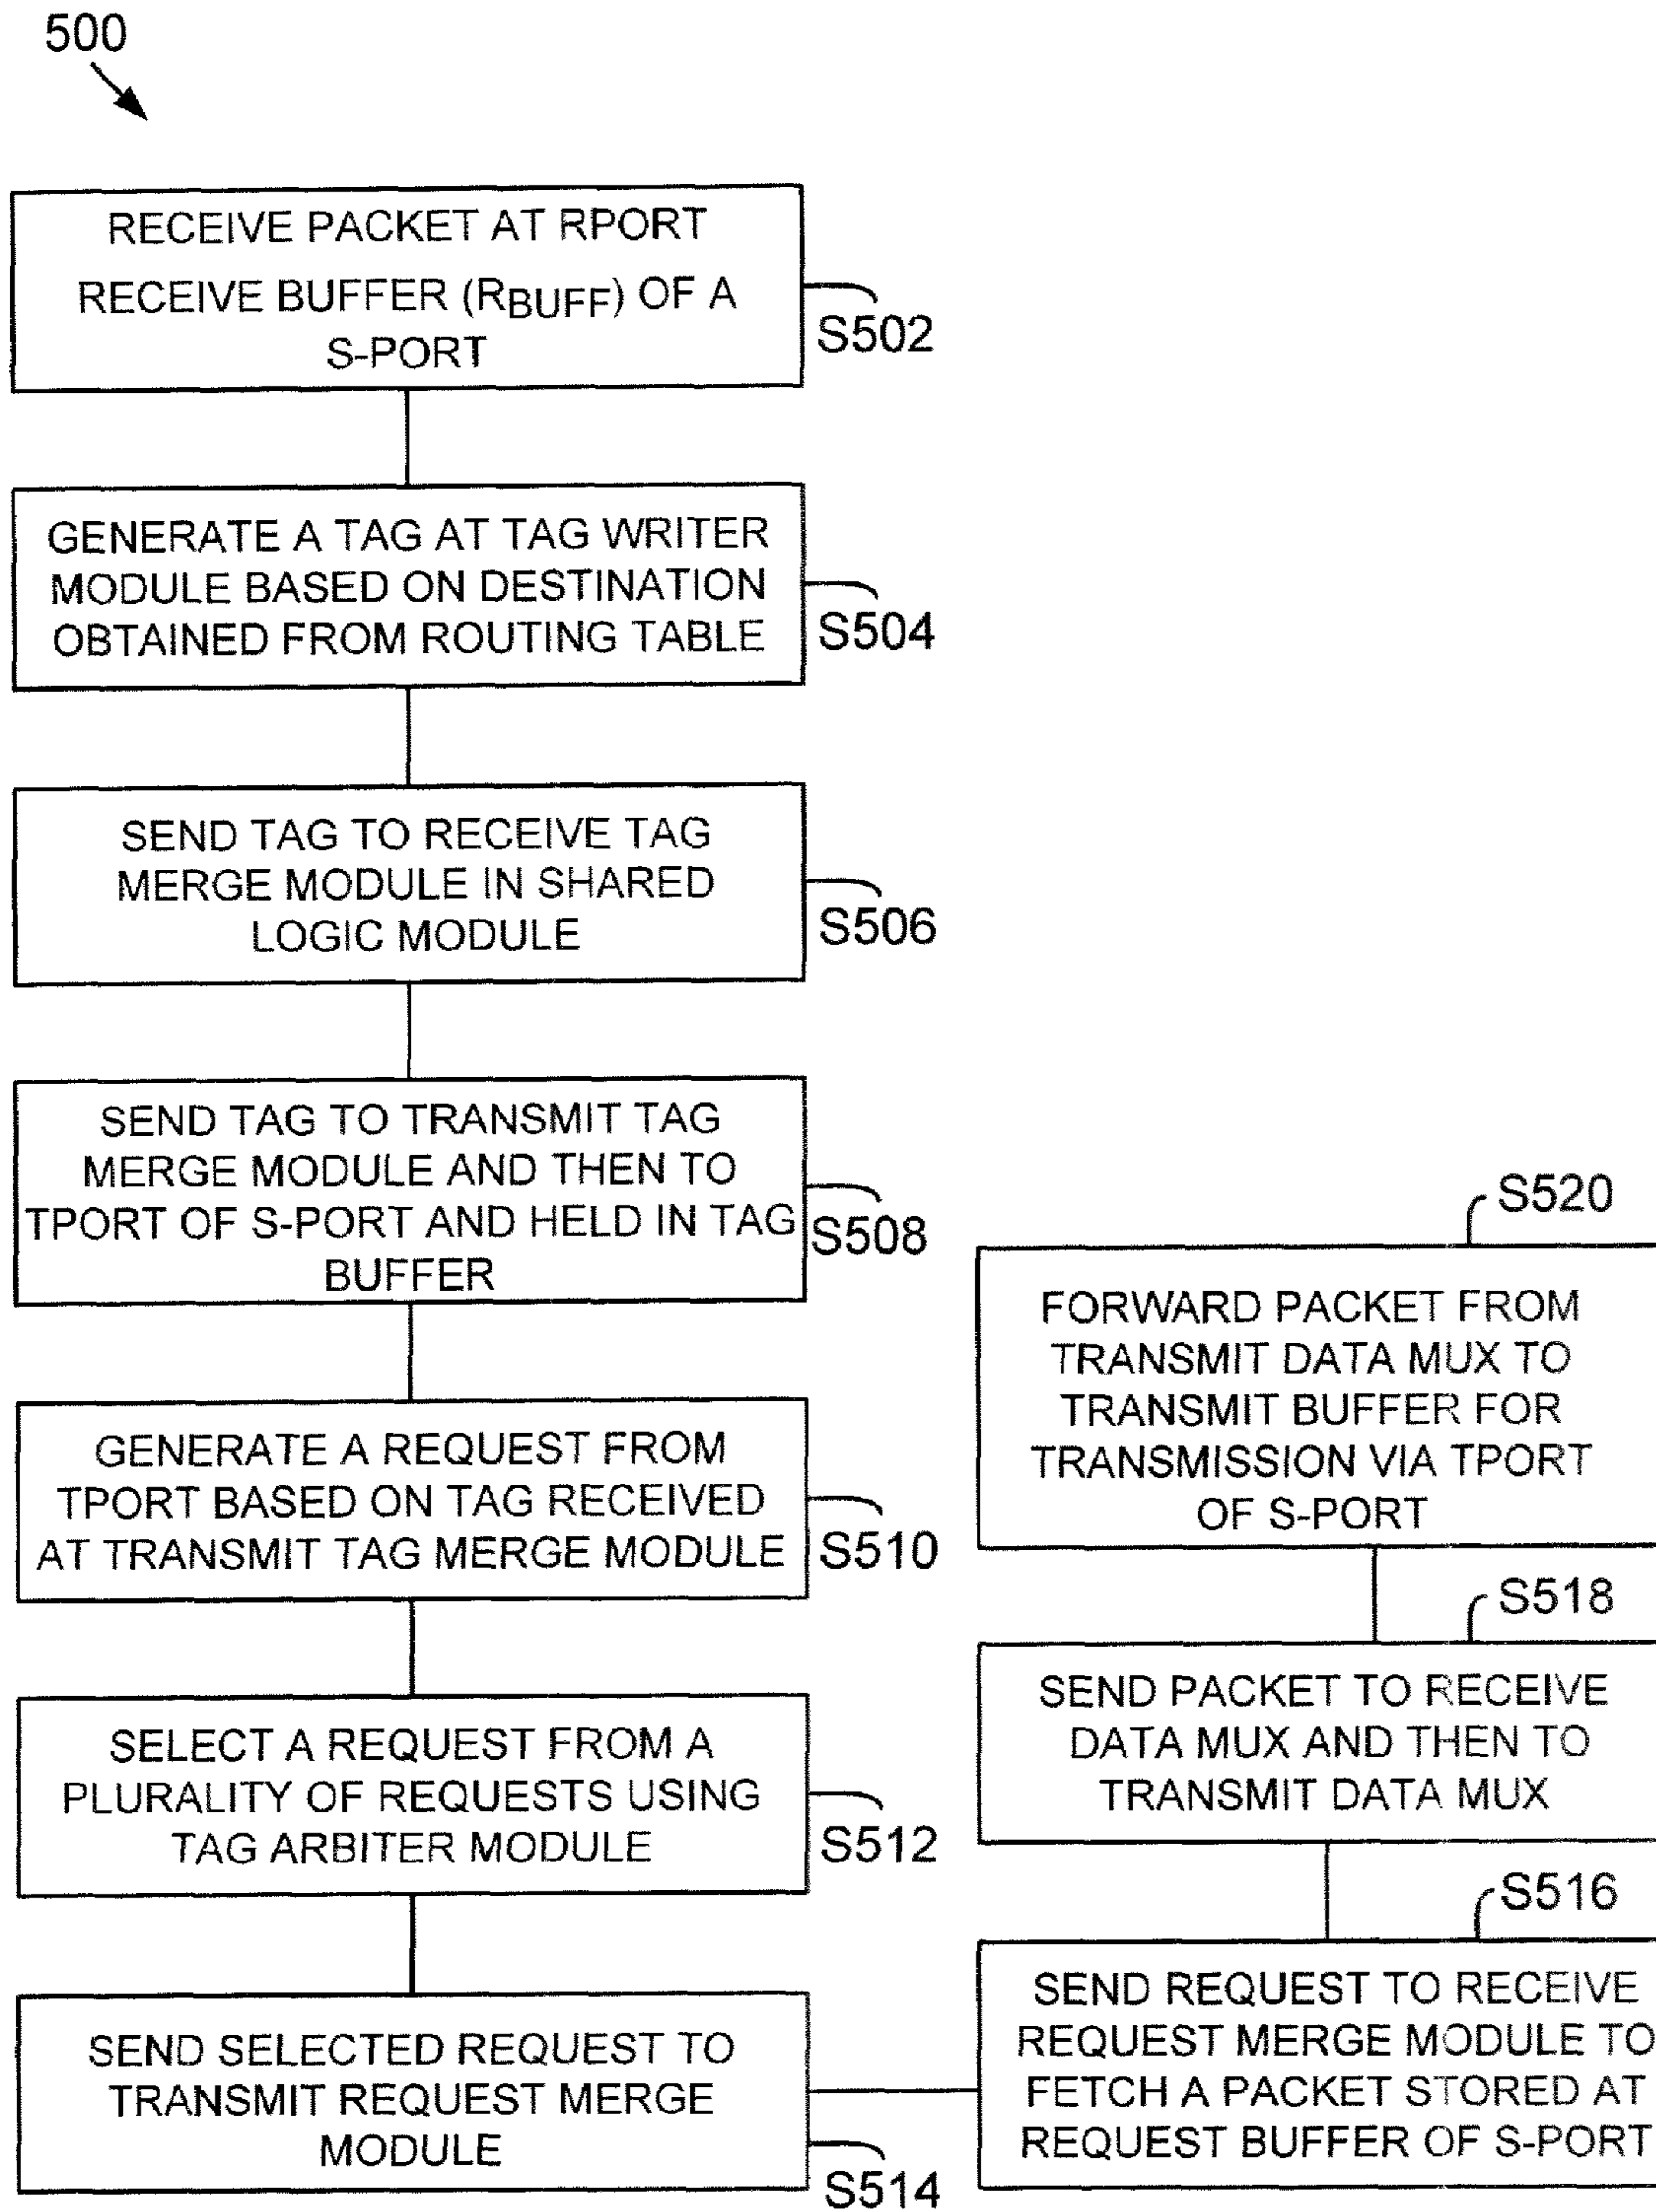 500
RECEIVE PACKET AT RPORT
RECEIVE BUFFER (RBUFF) OF A
S-PORT
S502
GENERATE A TAG AT TAG WRITER
MODULE BASED ON DESTINATION
OBTAINED FROM ROUTING TABLE
S504
SEND TAG TO RECEIVE TAG
MERGE MODULE IN SHARED
LOGIC MODULE
S506
SEND TAG TO TRANSMIT TAG
MERGE MODULE AND THEN TO
TPORT OF S-PORT AND HELD IN TAG
BUFFER
S508
GENERATE A REQUEST FROM
TPORT BASED ON TAG RECEIVED
AT TRANSMIT TAG MERGE MODULE
S510
SELECT A REQUEST FROM A
PLURALITY OF REQUESTS USING
TAG ARBITER MODULE
S512
SEND SELECTED REQUEST TO
TRANSMIT REQUEST MERGE
MODULE
S514
S516
SEND REQUEST TO RECEIVE
REQUEST MERGE MODULE TO
FETCH A PACKET STORED AT
REQUEST BUFFER OF S-PORT
S518
SEND PACKET TO RECEIVE
DATA MUX AND THEN TO
TRANSMIT DATA MUX
S520
FORWARD PACKET FROM
TRANSMIT DATA MUX TO
TRANSMIT BUFFER FOR
TRANSMISSION VIA TPORT
OF S-PORT